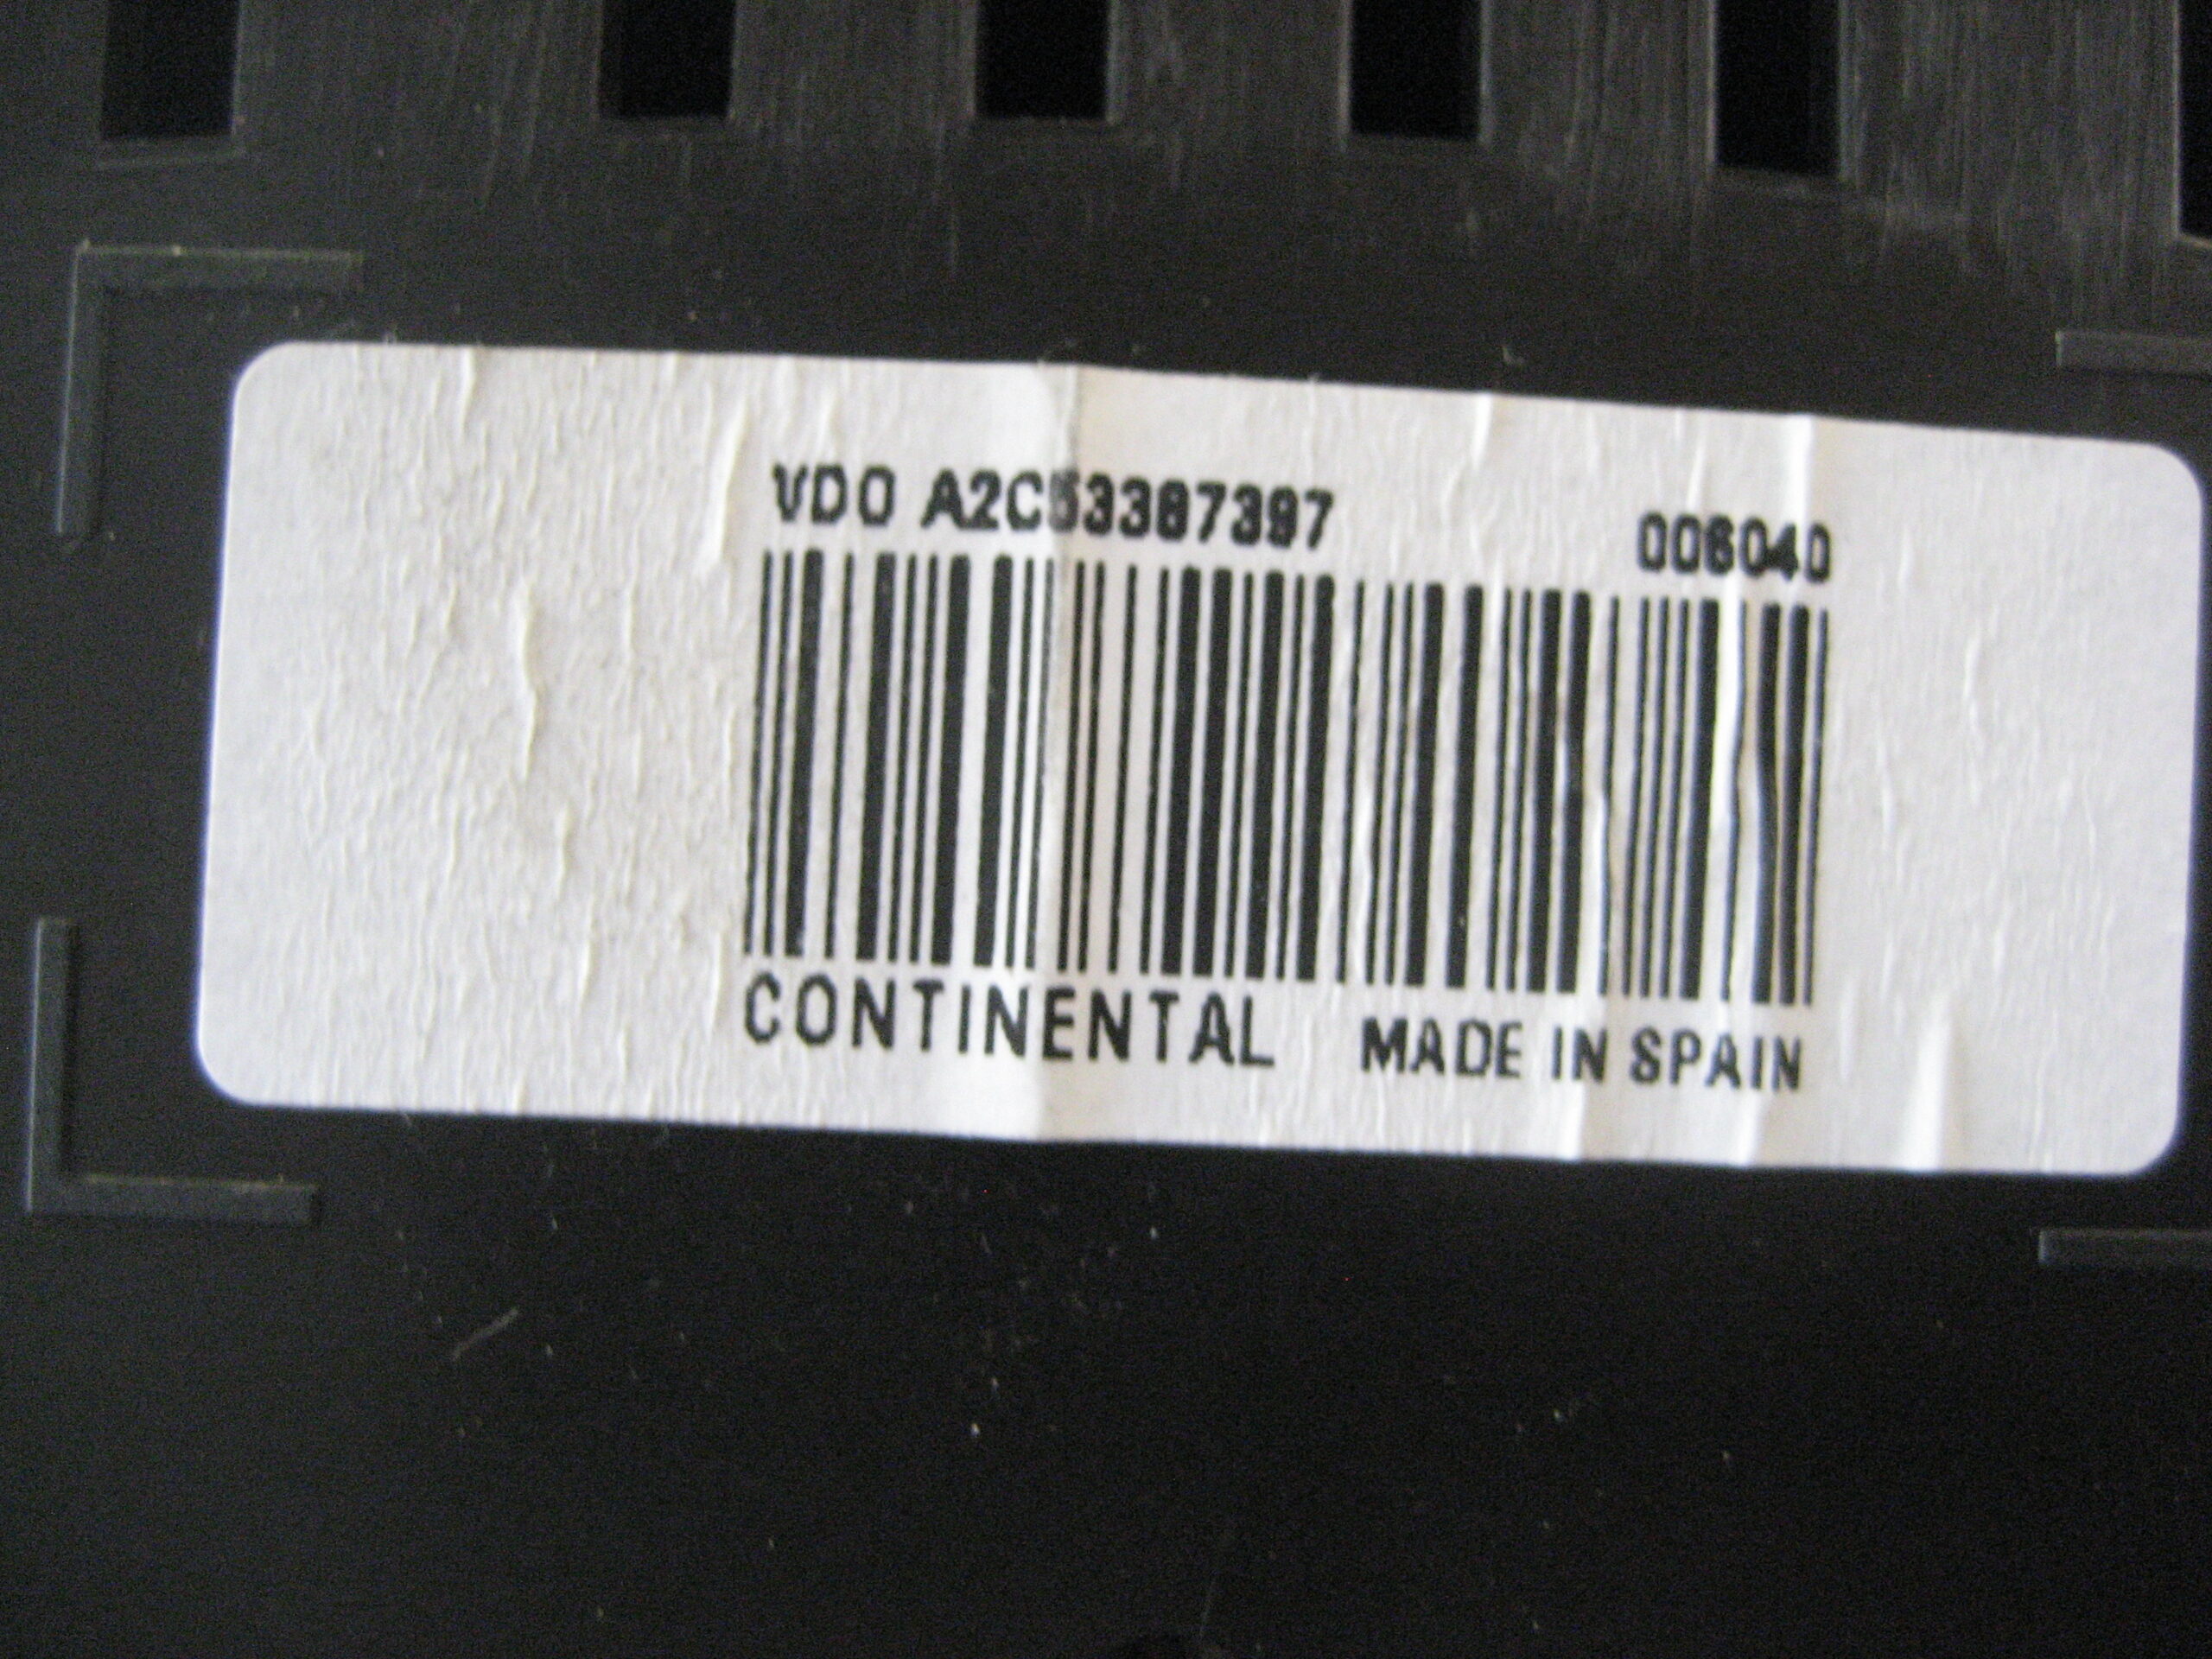 VDO A2C53387397 006040
CONTINENTAL MADE IN SPAIN